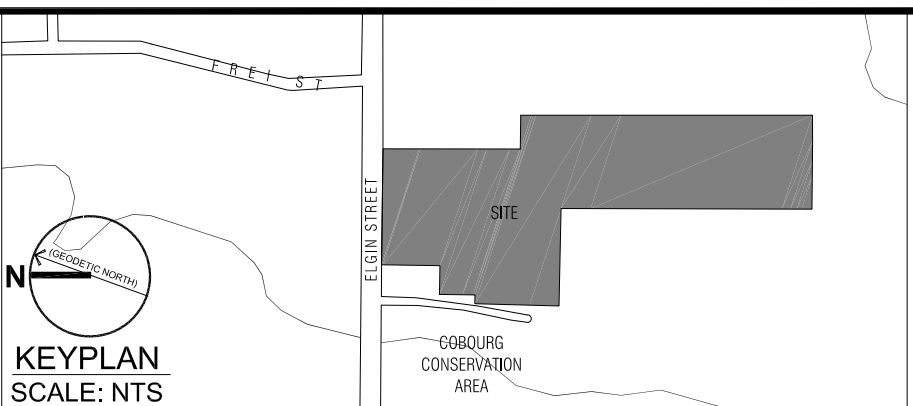 FREI ST
ELGIN STREET
SITE
(GEODETIC NORTH)
N
KEYPLAN
SCALE: NTS
COBOURG
CONSERVATION
AREA